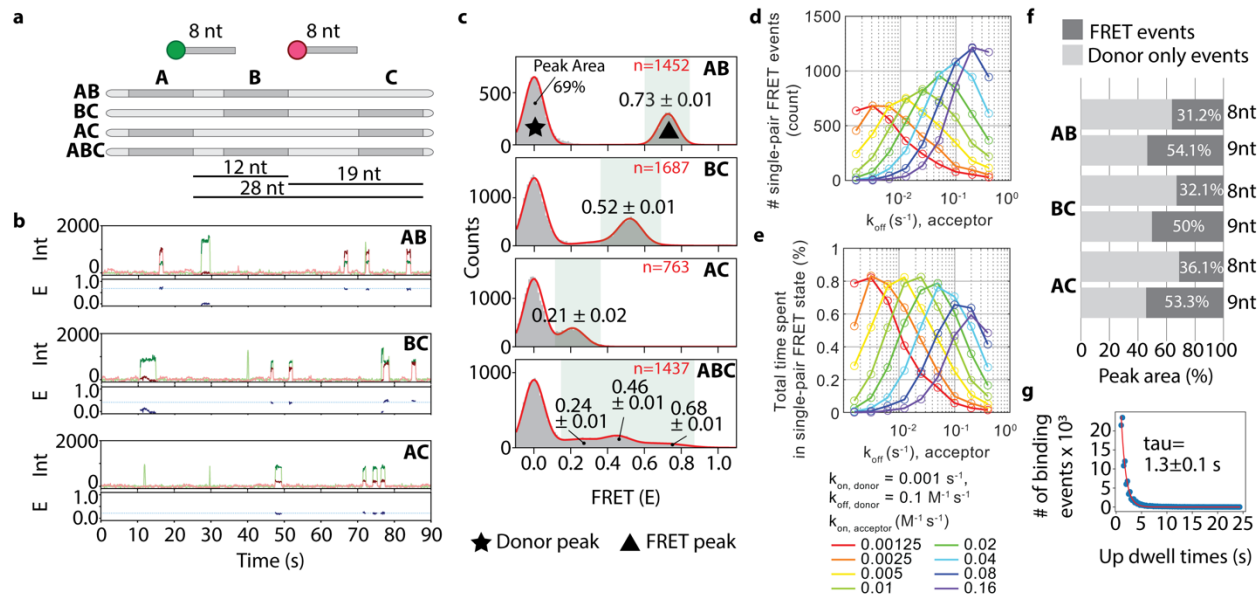 a
8 nt
8 nt
A B C
AB
BC
AC
ABC
12 nt
19 nt
28 nt
b
2000
Int
0
AB
1.0
E
0.0
2000
Int
0
BC
1.0
E
0.0
2000
Int
0
AC
1.0
E
0.0
0 10 20 30 40 50 60 70 80 90
Time (s)
c
Peak Area
69%
n=1452
AB
0.73 ± 0.01
500
0
n=1687
BC
0.52 ± 0.01
1000
0
Counts
n=763
AC
0.21 ± 0.02
1000
0
n=1437
ABC
0.24
± 0.01
0.46
± 0.01
0.68
± 0.01
1000
0
0.0 0.2 0.4 0.6 0.8 1.0
FRET (E)
★ Donor peak ▲ FRET peak
d
# single-pair FRET events
(count)
1500
1250
1000
750
500
250
0
10⁻² 10⁻¹ 10⁰
koff (s⁻¹), acceptor
e
Total time spent
in single-pair FRET state (%)
1
0.8
0.6
0.4
0.2
0
10⁻² 10⁻¹ 10⁰
koff (s⁻¹), acceptor
kon, donor = 0.001 s⁻¹,
koff, donor = 0.1 M⁻¹ s⁻¹
kon, acceptor (M⁻¹ s⁻¹)
0.00125 0.02
0.0025 0.04
0.005 0.08
0.01 0.16
f
FRET events
Donor only events
AB
31.2% 8nt
54.1% 9nt
BC
32.1% 8nt
50% 9nt
AC
36.1% 8nt
53.3% 9nt
0 20 40 60 80 100
Peak area (%)
g
# of binding
events x 10³
20
15
10
5
0
tau=
1.3±0.1 s
0 5 10 15 20 25
Up dwell times (s)